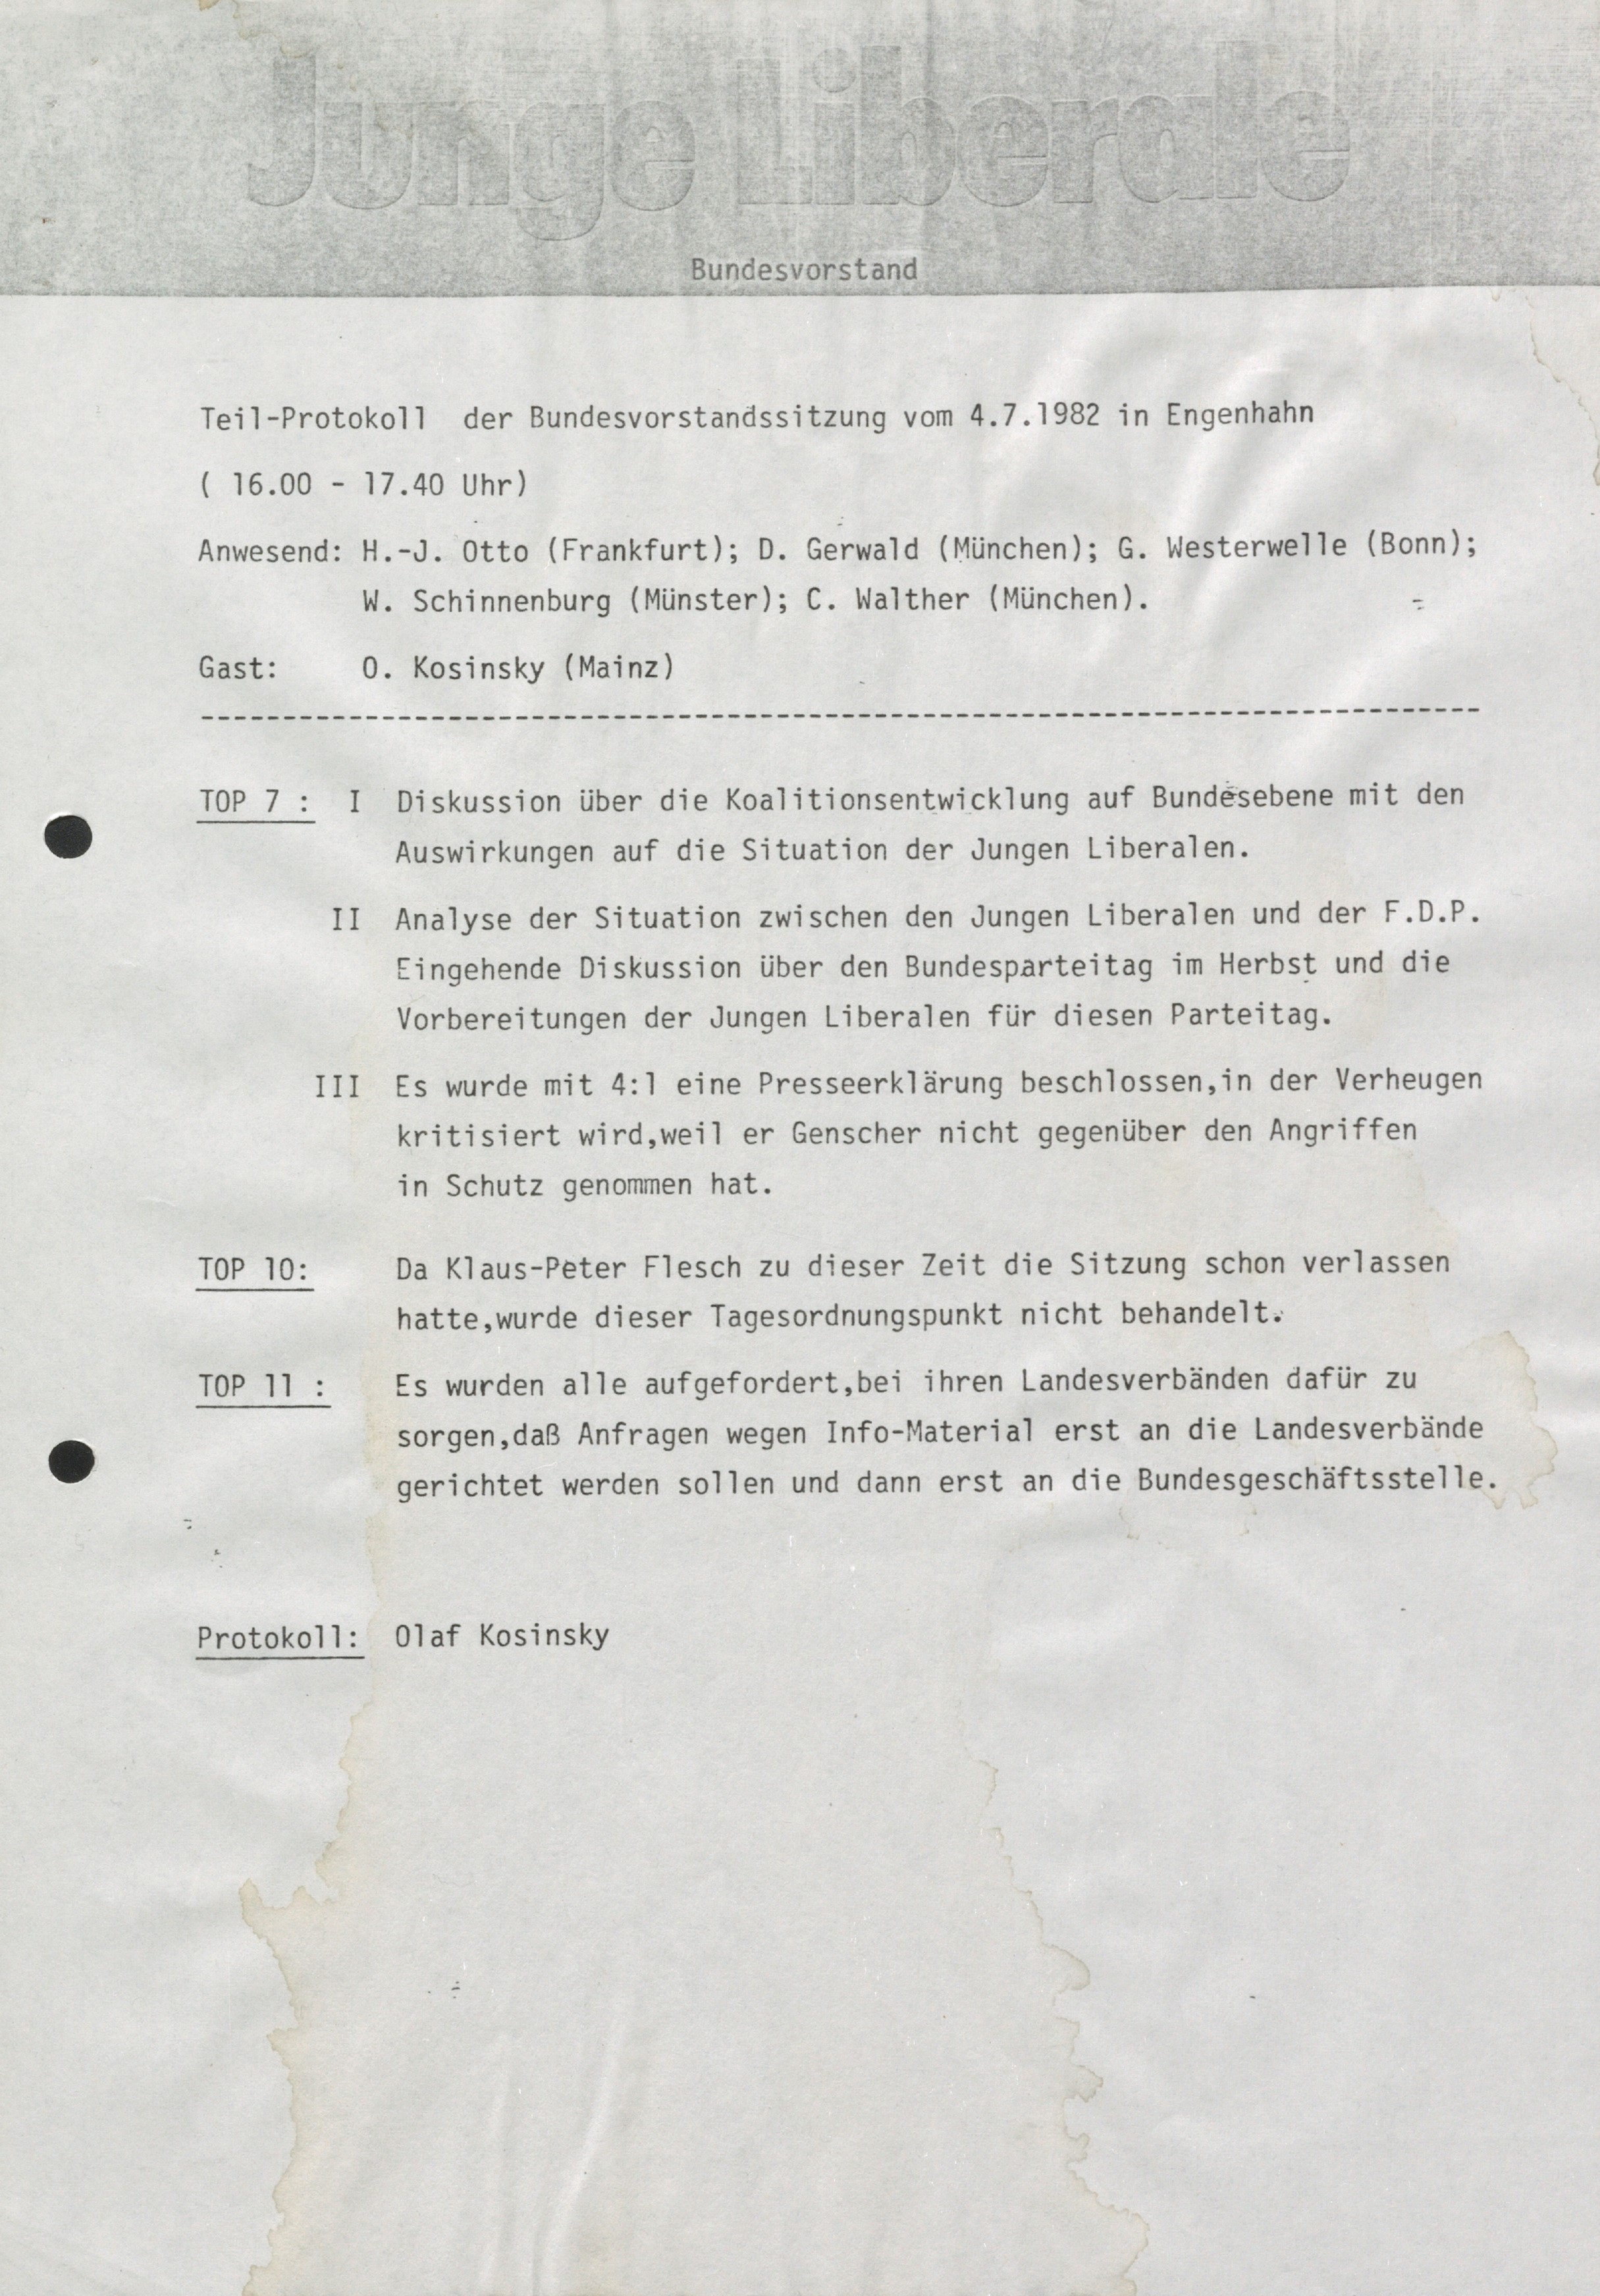 Junge Liberale
Bundesvorstand
Teil-Protokoll der Bundesvorstandssitzung vom 4.7.1982 in Engenhahn
( 16.00 - 17.40 Uhr)
Anwesend: H.-J. Otto (Frankfurt); D. Gerwald (München); G. Westerwelle (Bonn);
W. Schinnenburg (Münster); C. Walther (München).
Gast: O. Kosinsky (Mainz)
-------------------------------------------------------------------------------
TOP 7 : I Diskussion über die Koalitionsentwicklung auf Bundesebene mit den
Auswirkungen auf die Situation der Jungen Liberalen.
II Analyse der Situation zwischen den Jungen Liberalen und der F.D.P.
Eingehende Diskussion über den Bundesparteitag im Herbst und die
Vorbereitungen der Jungen Liberalen für diesen Parteitag.
III Es wurde mit 4:1 eine Presseerklärung beschlossen,in der Verheugen
kritisiert wird,weil er Genscher nicht gegenüber den Angriffen
in Schutz genommen hat.
TOP 10: Da Klaus-Peter Flesch zu dieser Zeit die Sitzung schon verlassen
hatte,wurde dieser Tagesordnungspunkt nicht behandelt.
TOP 11 : Es wurden alle aufgefordert,bei ihren Landesverbänden dafür zu
sorgen,daß Anfragen wegen Info-Material erst an die Landesverbände
gerichtet werden sollen und dann erst an die Bundesgeschäftsstelle.
Protokoll: Olaf Kosinsky